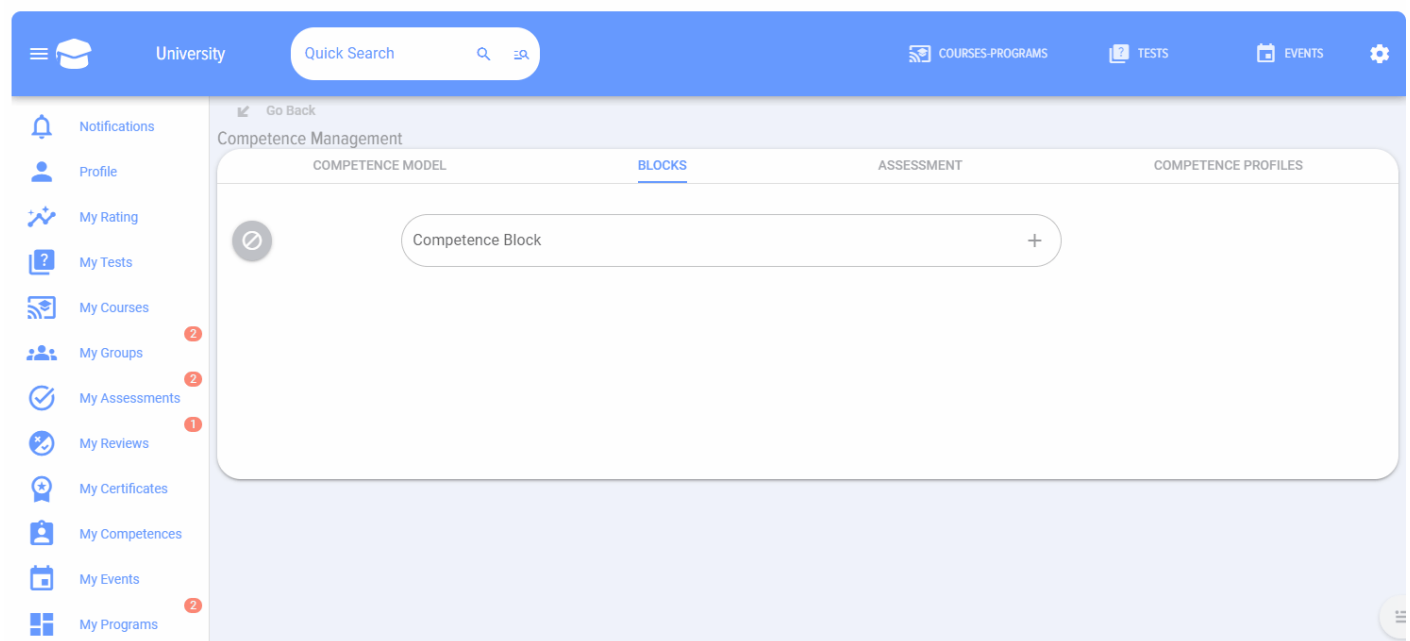 University
Quick Search
COURSES-PROGRAMS
TESTS
EVENTS
Go Back
Competence Management
COMPETENCE MODEL
BLOCKS
ASSESSMENT
COMPETENCE PROFILES
Competence Block
Notifications
Profile
My Rating
My Tests
My Courses
2
My Groups
2
My Assessments
1
My Reviews
My Certificates
My Competences
My Events
2
My Programs